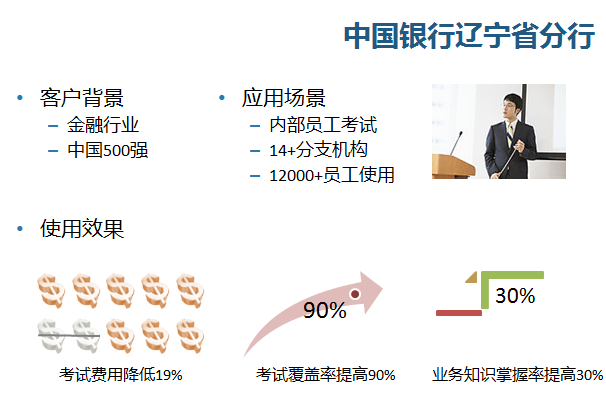 中国银行辽宁省分行
• 客户背景
– 金融行业
– 中国500强
• 应用场景
– 内部员工考试
– 14+分支机构
– 12000+员工使用
• 使用效果
90%
30%
考试费用降低19%
考试覆盖率提高90%
业务知识掌握率提高30%